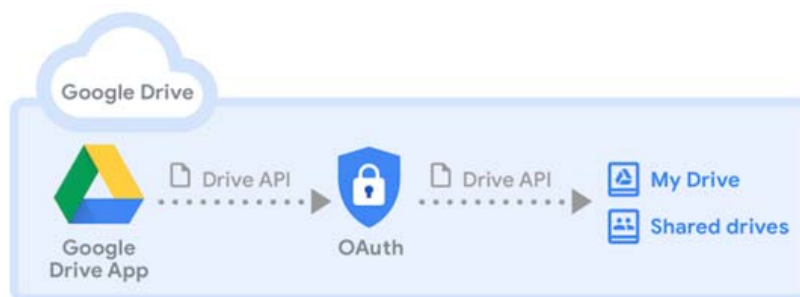 Google Drive
Drive API
Drive API
My Drive
Shared drives
Google
Drive App
OAuth